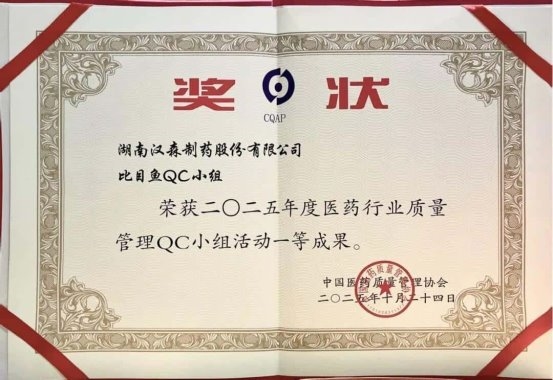 奖 状
CQAP
湖南汉森制药股份有限公司
比目鱼QC小组
荣获二〇二五年度医药行业质量
管理QC小组活动一等成果。
中国医药质量管理协会
二〇二五年十月二十四日